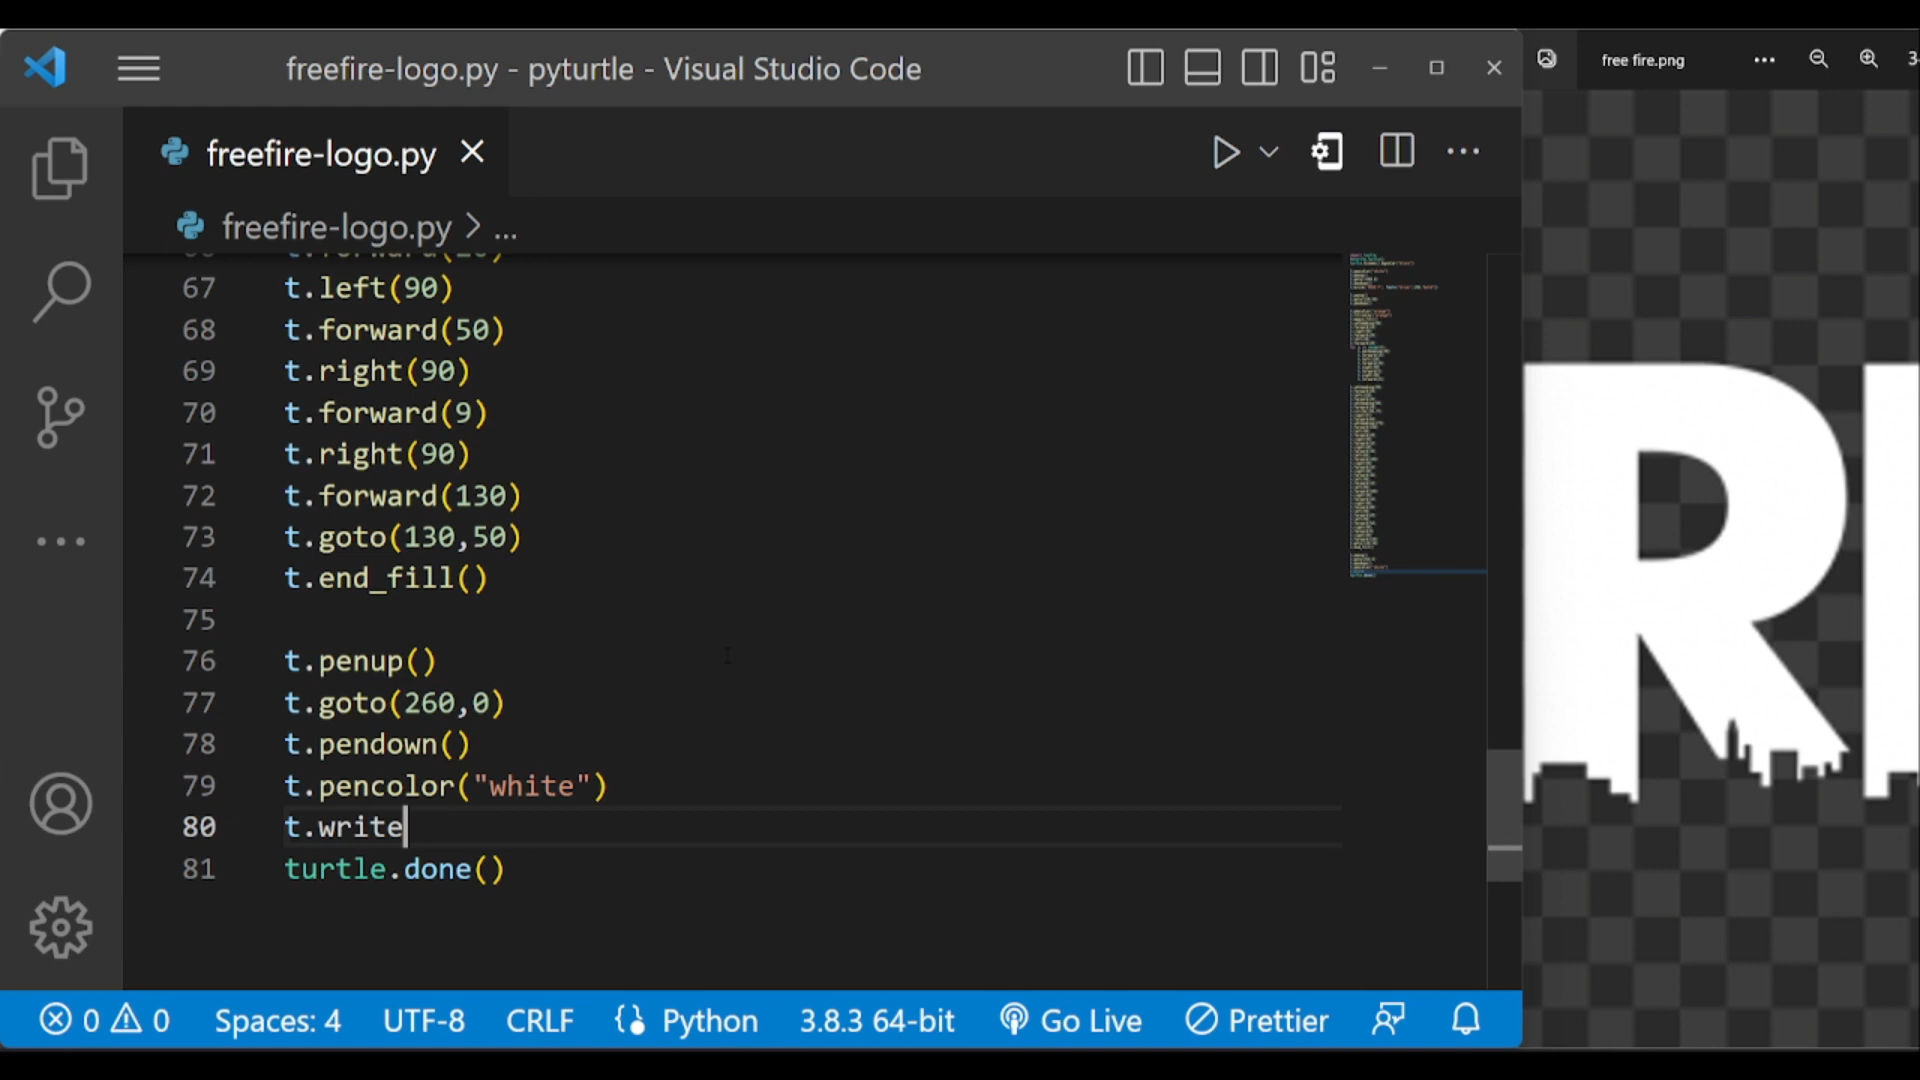 freefire-logo.py - pyturtle - Visual Studio Code
free fire.png
freefire-logo.py
freefire-logo.py > ...
67 t.left(90)
68 t.forward(50)
69 t.right(90)
70 t.forward(9)
71 t.right(90)
72 t.forward(130)
73 t.goto(130,50)
74 t.end_fill()
75
76 t.penup()
77 t.goto(260,0)
78 t.pendown()
79 t.pencolor("white")
80 t.write
81 turtle.done()
R
0 0 Spaces: 4 UTF-8 CRLF Python 3.8.3 64-bit Go Live Prettier